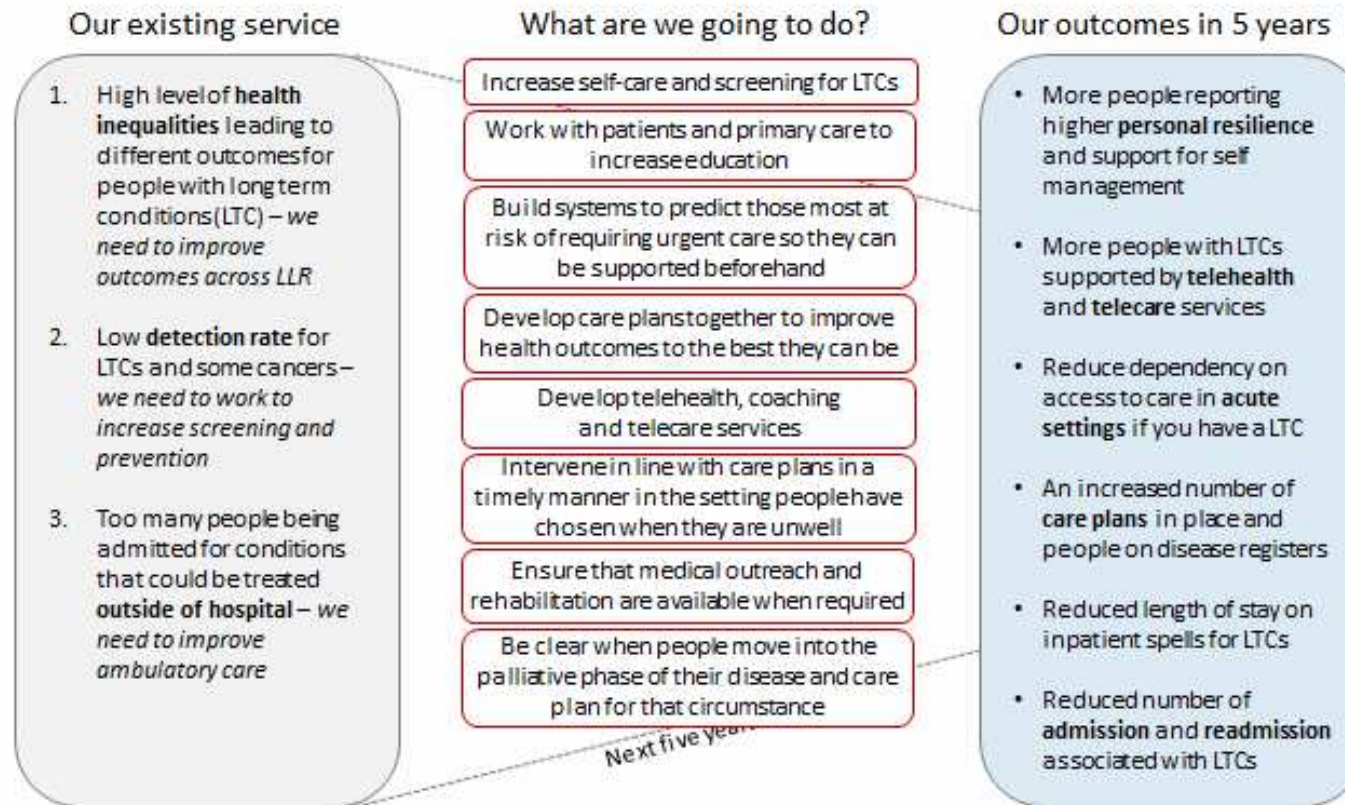 Our existing service
1. High level of health
inequalities leading to
different outcomes for
people with long term
conditions (LTC) – we
need to improve
outcomes across LLR
2. Low detection rate for
LTCs and some cancers –
we need to work to
increase screening and
prevention
3. Too many people being
admitted for conditions
that could be treated
outside of hospital – we
need to improve
ambulatory care
What are we going to do?
Increase self-care and screening for LTCs
Work with patients and primary care to
increase education
Build systems to predict those most at
risk of requiring urgent care so they can
be supported beforehand
Develop care plans together to improve
health outcomes to the best they can be
Develop telehealth, coaching
and telecare services
Intervene in line with care plans in a
timely manner in the setting people have
chosen when they are unwell
Ensure that medical outreach and
rehabilitation are available when required
Be clear when people move into the
palliative phase of their disease and care
plan for that circumstance
Next five
Our outcomes in 5 years
• More people reporting
higher personal resilience
and support for self
management
• More people with LTCs
supported by telehealth
and telecare services
• Reduce dependency on
access to care in acute
settings if you have a LTC
• An increased number of
care plans in place and
people on disease registers
• Reduced length of stay on
inpatient spells for LTCs
• Reduced number of
admission and readmission
associated with LTCs